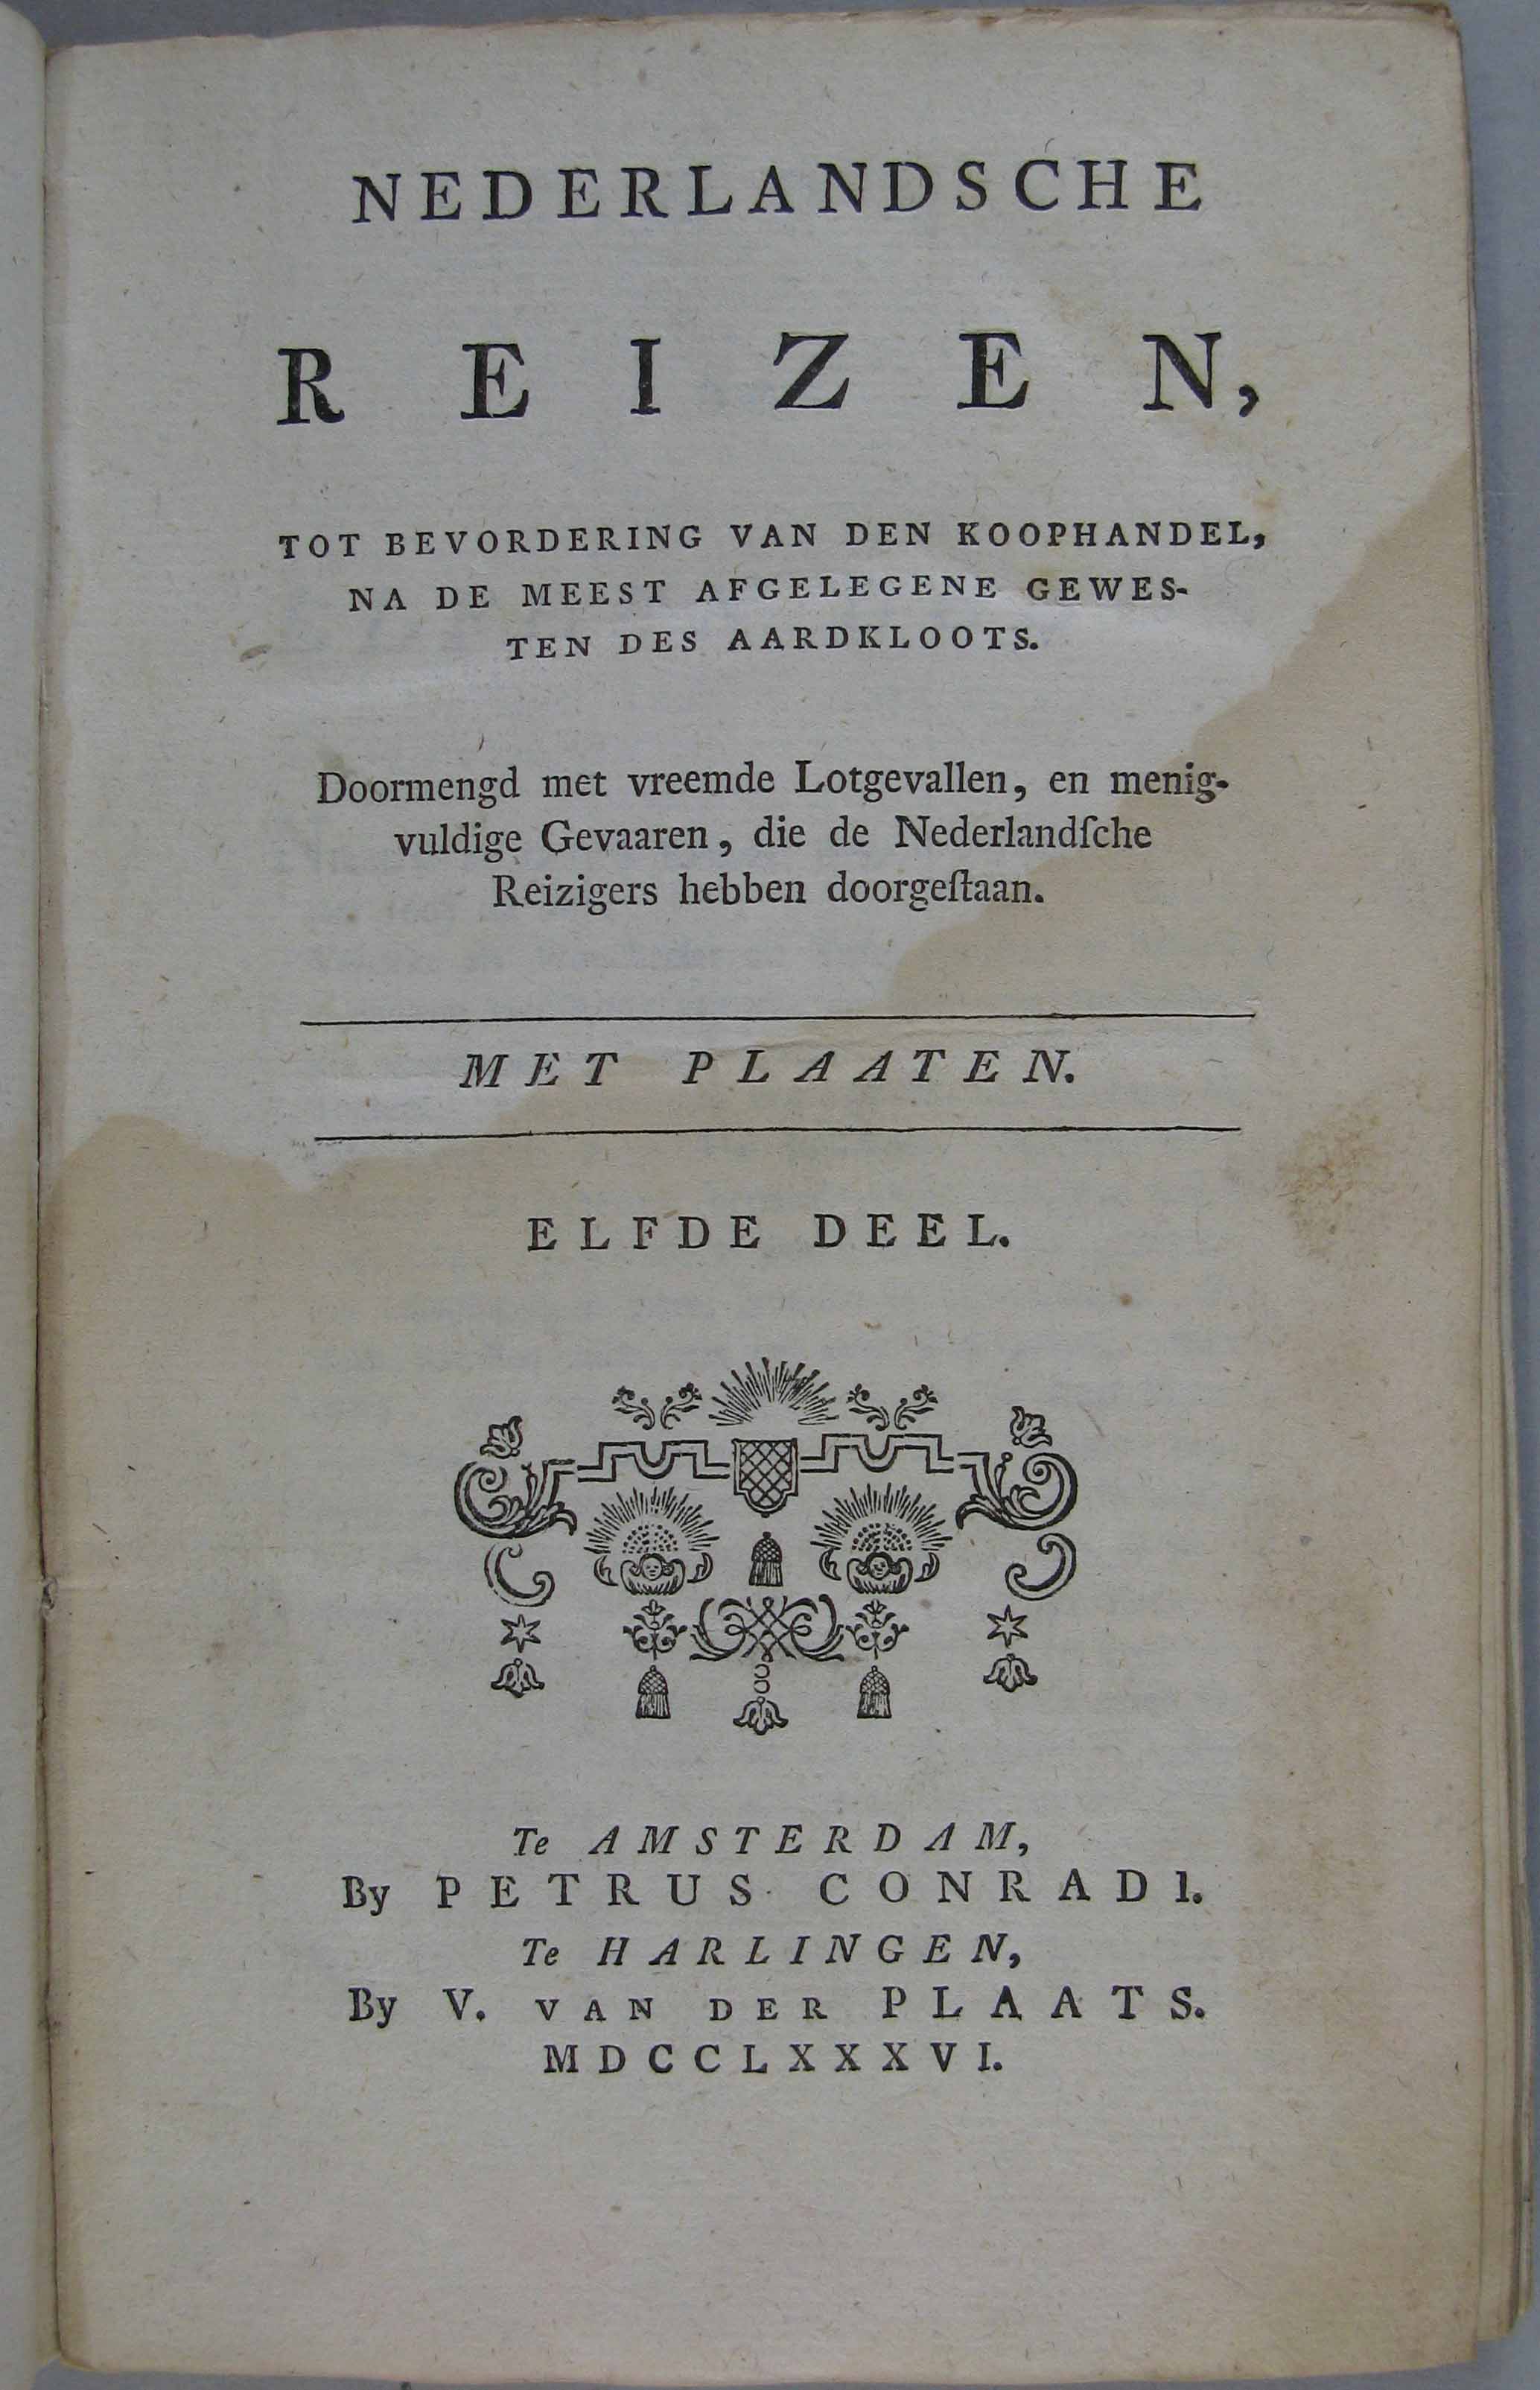 NEDERLANDSCHE
REIZEN,
TOT BEVORDERING VAN DEN KOOPHANDEL,
NA DE MEEST AFGELEGENE GEWES-
TEN DES AARDKLOOTS.
Doormengd met vreemde Lotgevallen, en menig-
vuldige Gevaaren, die de Nederlandſche
Reizigers hebben doorgeſtaan.
MET PLAATEN.
ELFDE DEEL.
Te AMSTERDAM,
By PETRUS CONRADI.
Te HARLINGEN,
By V. VAN DER PLAATS.
MDCCLXXXVI.